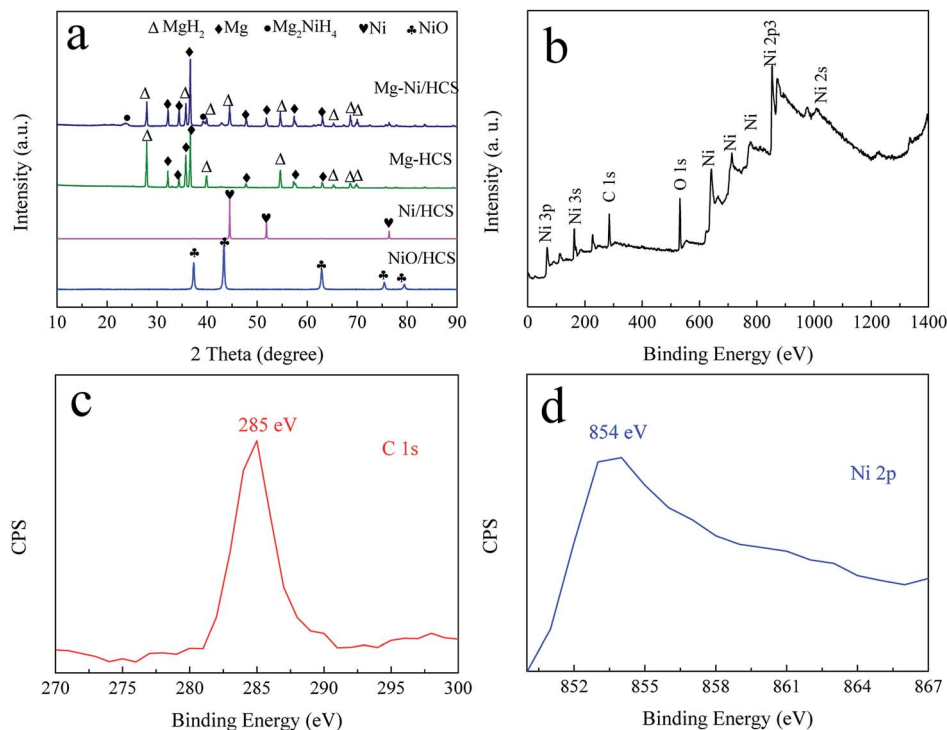 a
△ MgH₂ ♦ Mg ● Mg₂NiH₄ ♥ Ni ♣ NiO
Mg-Ni/HCS
Mg-HCS
Ni/HCS
NiO/HCS
Intensity (a.u.)
10 20 30 40 50 60 70 80 90
2 Theta (degree)
b
Ni 3p
Ni 3s
C 1s
O 1s
Ni
Ni
Ni
Ni 2p3
Ni 2s
Intensity (a. u.)
0 200 400 600 800 1000 1200 1400
Binding Energy (eV)
c
285 eV
C 1s
CPS
270 275 280 285 290 295 300
Binding Energy (eV)
d
854 eV
Ni 2p
CPS
852 855 858 861 864 867
Binding Energy (eV)